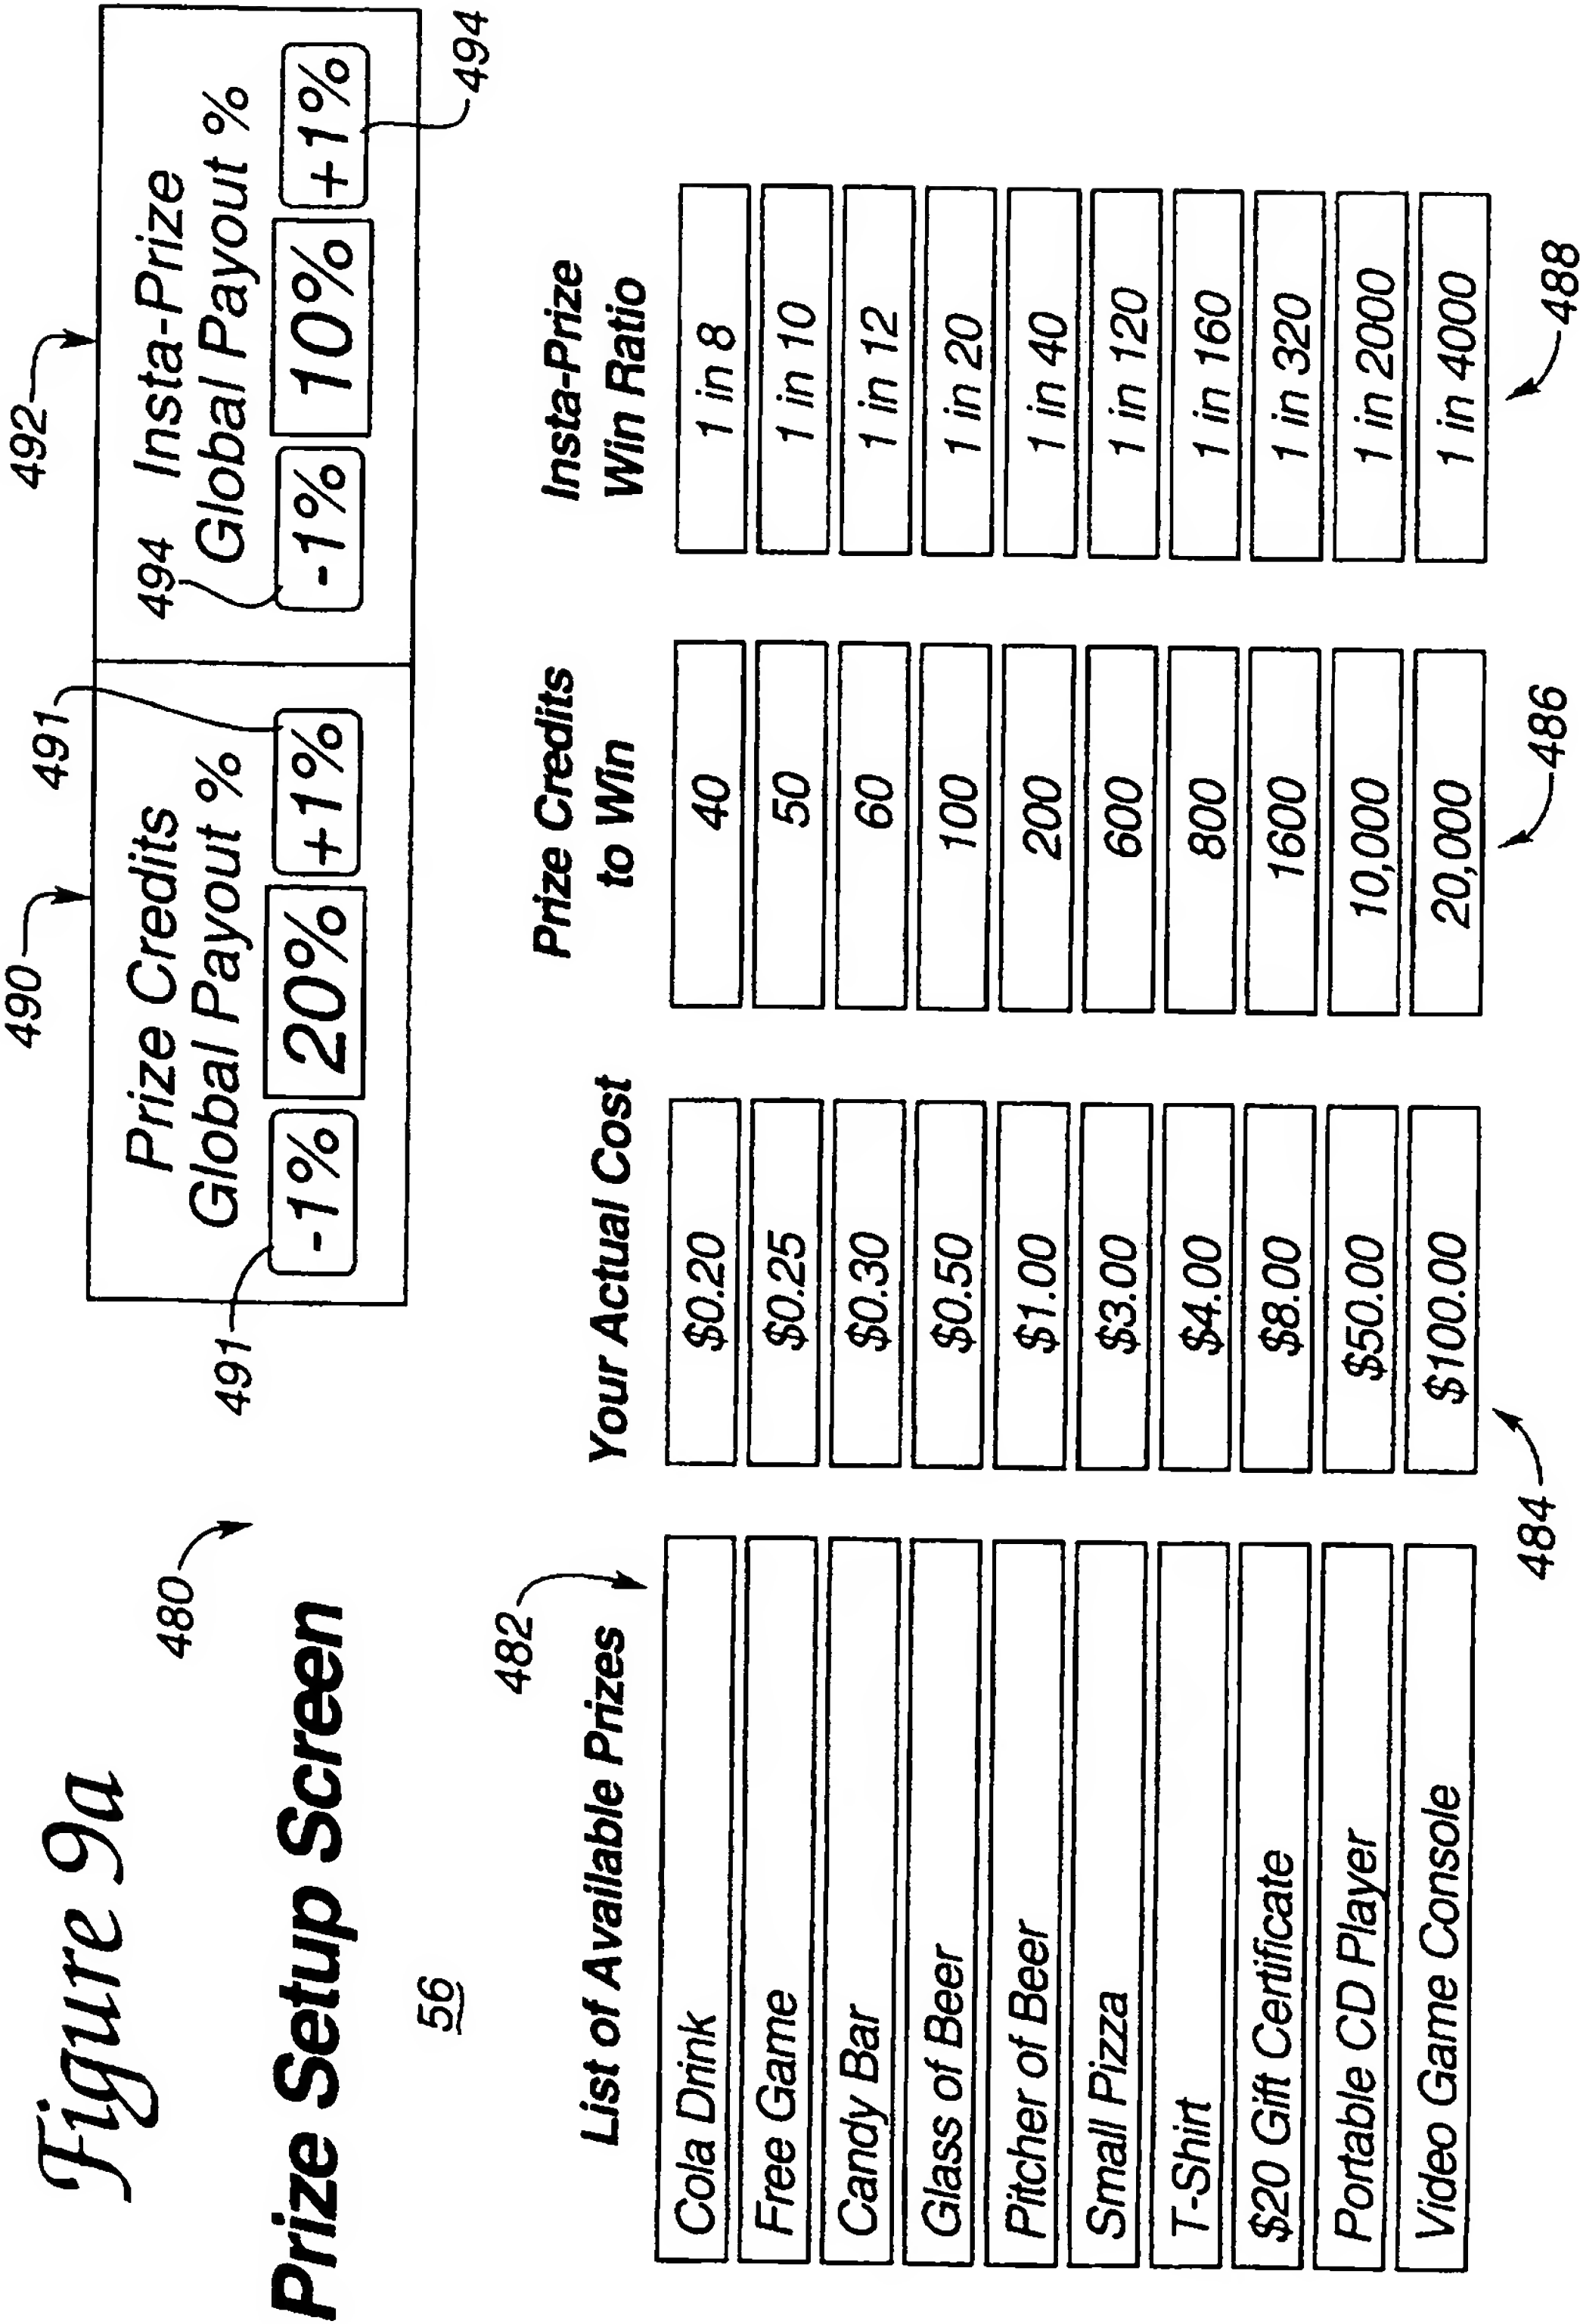 Figure 9a
480
Prize Setup Screen
56
490
492
491
491
494
494
Prize Credits
Global Payout %
-1% 20% +1%
Insta-Prize
Global Payout %
-1% 10% +1%
482
List of Available Prizes
Your Actual Cost
Prize Credits
to Win
Insta-Prize
Win Ratio
Cola Drink $0.20 40 1 in 8
Free Game $0.25 50 1 in 10
Candy Bar $0.30 60 1 in 12
Glass of Beer $0.50 100 1 in 20
Pitcher of Beer $1.00 200 1 in 40
Small Pizza $3.00 600 1 in 120
T-Shirt $4.00 800 1 in 160
$20 Gift Certificate $8.00 1600 1 in 320
Portable CD Player $50.00 10,000 1 in 2000
Video Game Console $100.00 20,000 1 in 4000
484
486
488